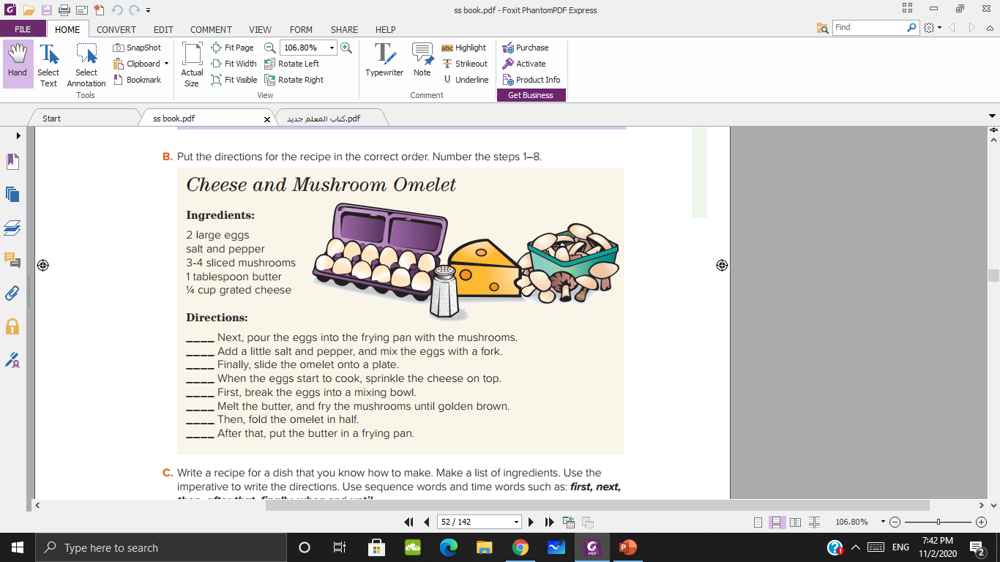 ss book.pdf - Foxit PhantomPDF Express
FILE HOME CONVERT EDIT COMMENT VIEW FORM SHARE HELP Find
Hand
Select Text
Select Annotation
SnapShot
Clipboard
Bookmark
Tools
Actual Size
Fit Page
Fit Width
Fit Visible
106.80%
Rotate Left
Rotate Right
View
Typewriter
Note
abc Highlight
T Strikeout
U Underline
Comment
Purchase
Activate
Product Info
Get Business
Start ss book.pdf كتاب المعلم جديد.pdf
B. Put the directions for the recipe in the correct order. Number the steps 1–8.
Cheese and Mushroom Omelet
Ingredients:
2 large eggs
salt and pepper
3-4 sliced mushrooms
1 tablespoon butter
¼ cup grated cheese
Directions:
____ Next, pour the eggs into the frying pan with the mushrooms.
____ Add a little salt and pepper, and mix the eggs with a fork.
____ Finally, slide the omelet onto a plate.
____ When the eggs start to cook, sprinkle the cheese on top.
____ First, break the eggs into a mixing bowl.
____ Melt the butter, and fry the mushrooms until golden brown.
____ Then, fold the omelet in half.
____ After that, put the butter in a frying pan.
C. Write a recipe for a dish that you know how to make. Make a list of ingredients. Use the
imperative to write the directions. Use sequence words and time words such as: first, next,
then, after that, finally, when and until.
52 / 142
106.80%
Type here to search
ENG
7:42 PM
11/2/2020
2